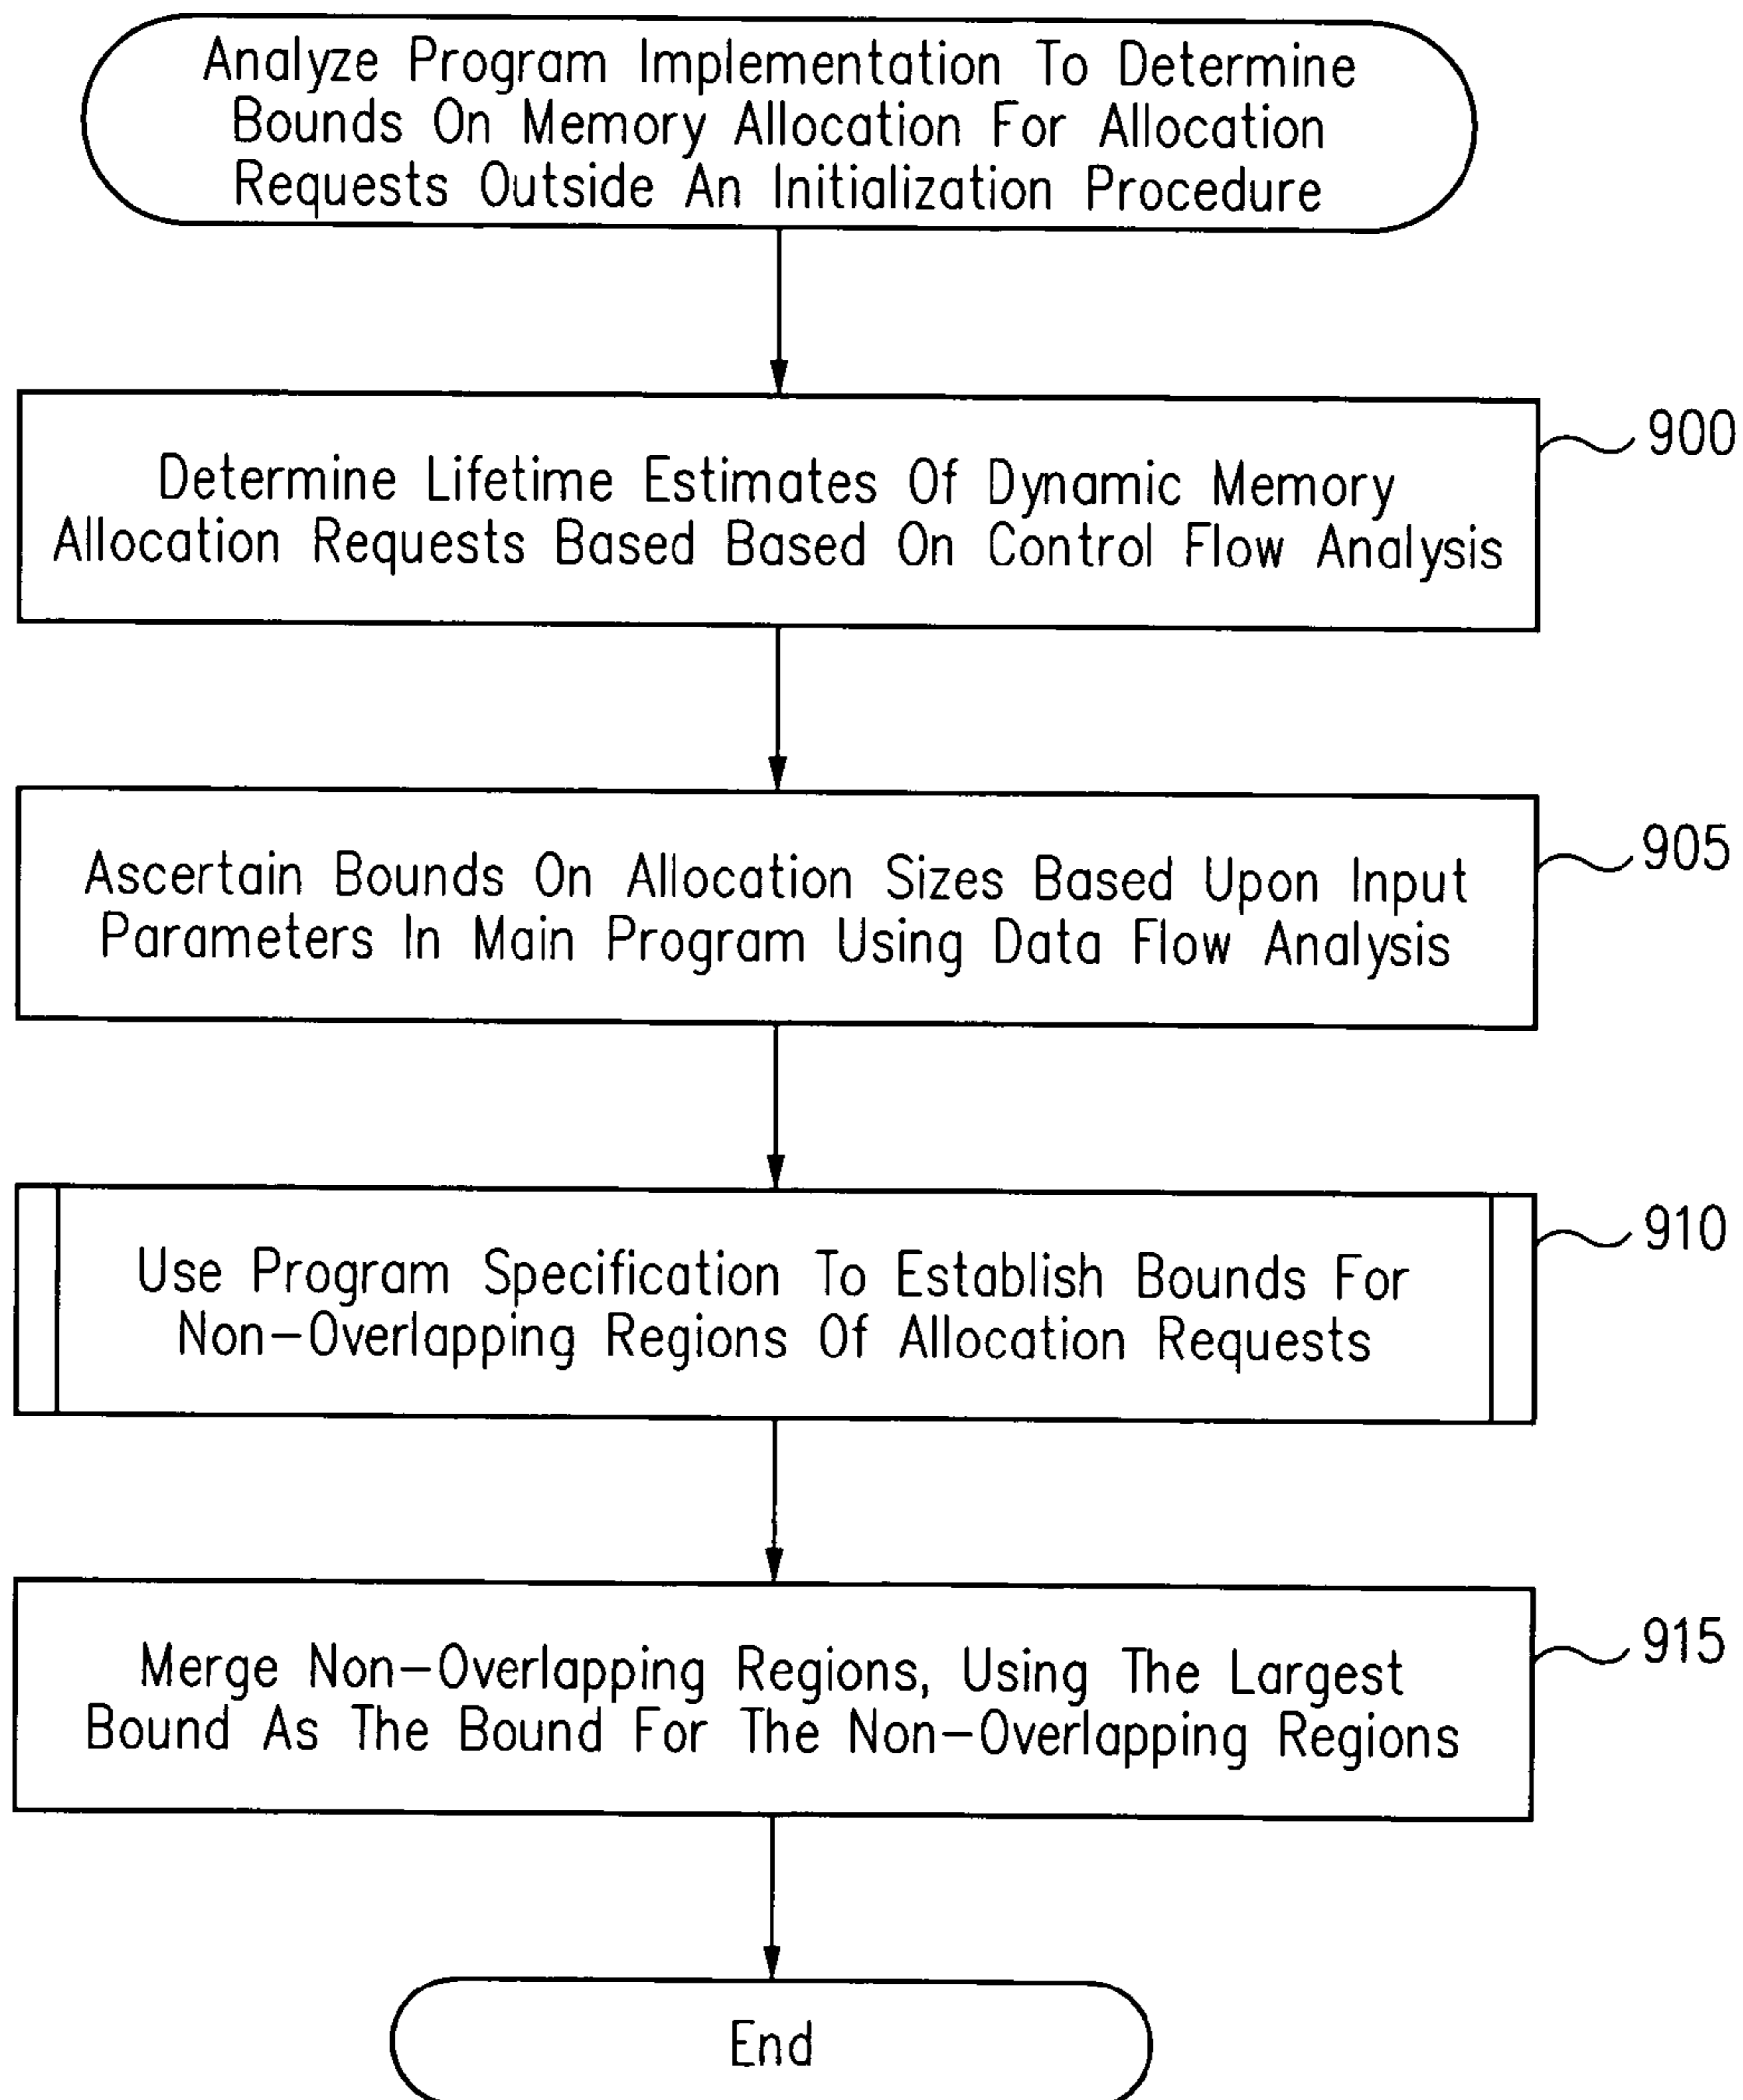 Analyze Program Implementation To Determine
Bounds On Memory Allocation For Allocation
Requests Outside An Initialization Procedure
900
Determine Lifetime Estimates Of Dynamic Memory
Allocation Requests Based Based On Control Flow Analysis
905
Ascertain Bounds On Allocation Sizes Based Upon Input
Parameters In Main Program Using Data Flow Analysis
910
Use Program Specification To Establish Bounds For
Non-Overlapping Regions Of Allocation Requests
915
Merge Non-Overlapping Regions, Using The Largest
Bound As The Bound For The Non-Overlapping Regions
End